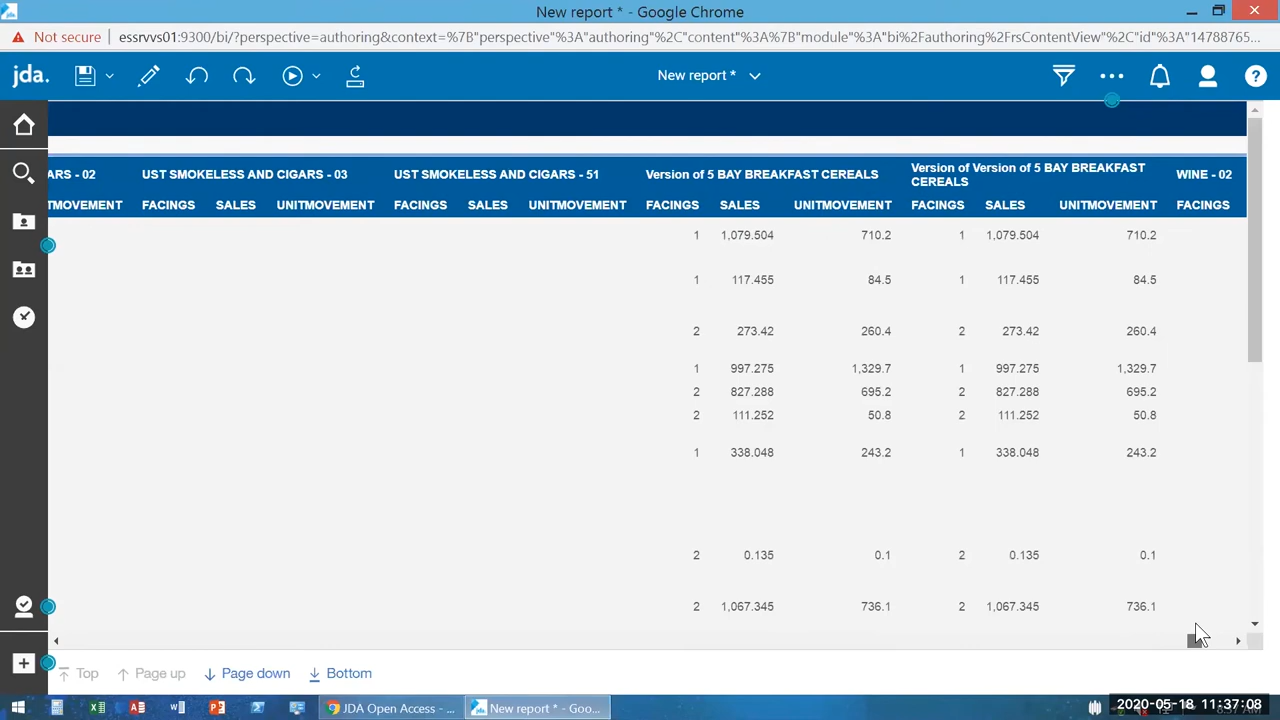 New report * - Google Chrome
Not secure essrvvs01:9300/bi/?perspective=authoring&context=%7B"perspective"%3A"authoring"%2C"content"%3A%7B"module"%3A"bi%2Fauthoring%2FrsContentView"%2C"id"%3A"14788765...
jda. New report *
ARS - 02 UST SMOKELESS AND CIGARS - 03 UST SMOKELESS AND CIGARS - 51 Version of 5 BAY BREAKFAST CEREALS Version of Version of 5 BAY BREAKFAST CEREALS WINE - 02
TMOVEMENT FACINGS SALES UNITMOVEMENT FACINGS SALES UNITMOVEMENT FACINGS SALES UNITMOVEMENT FACINGS SALES UNITMOVEMENT FACINGS
1 1,079.504 710.2 1 1,079.504 710.2
1 117.455 84.5 1 117.455 84.5
2 273.42 260.4 2 273.42 260.4
1 997.275 1,329.7 1 997.275 1,329.7
2 827.288 695.2 2 827.288 695.2
2 111.252 50.8 2 111.252 50.8
1 338.048 243.2 1 338.048 243.2
2 0.135 0.1 2 0.135 0.1
2 1,067.345 736.1 2 1,067.345 736.1
Top Page up Page down Bottom
JDA Open Access - ... New report * - Goo...
2020-05-18 11:37:08